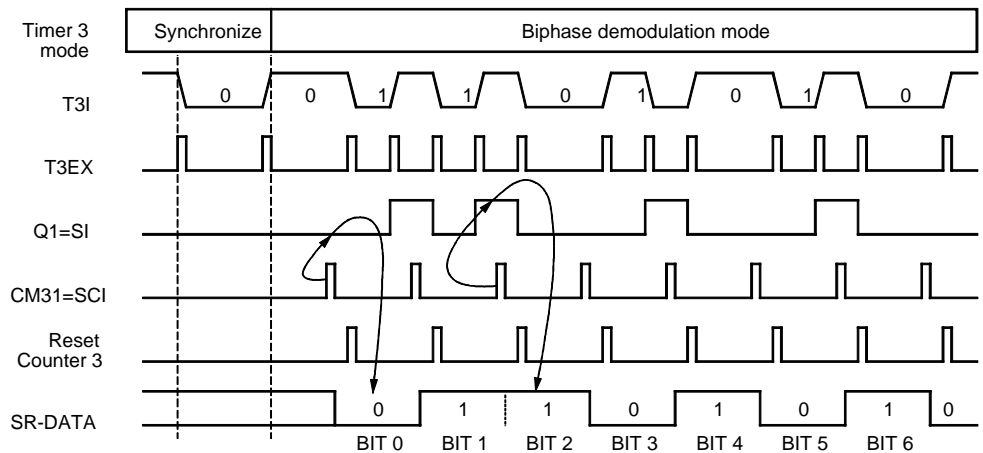 Timer 3
mode
Synchronize
Biphase demodulation mode
T3I
0 0 1 1 0 1 0 1 0
T3EX
Q1=SI
CM31=SCI
Reset
Counter 3
SR-DATA
0 1 1 0 1 0 1 0
BIT 0 BIT 1 BIT 2 BIT 3 BIT 4 BIT 5 BIT 6